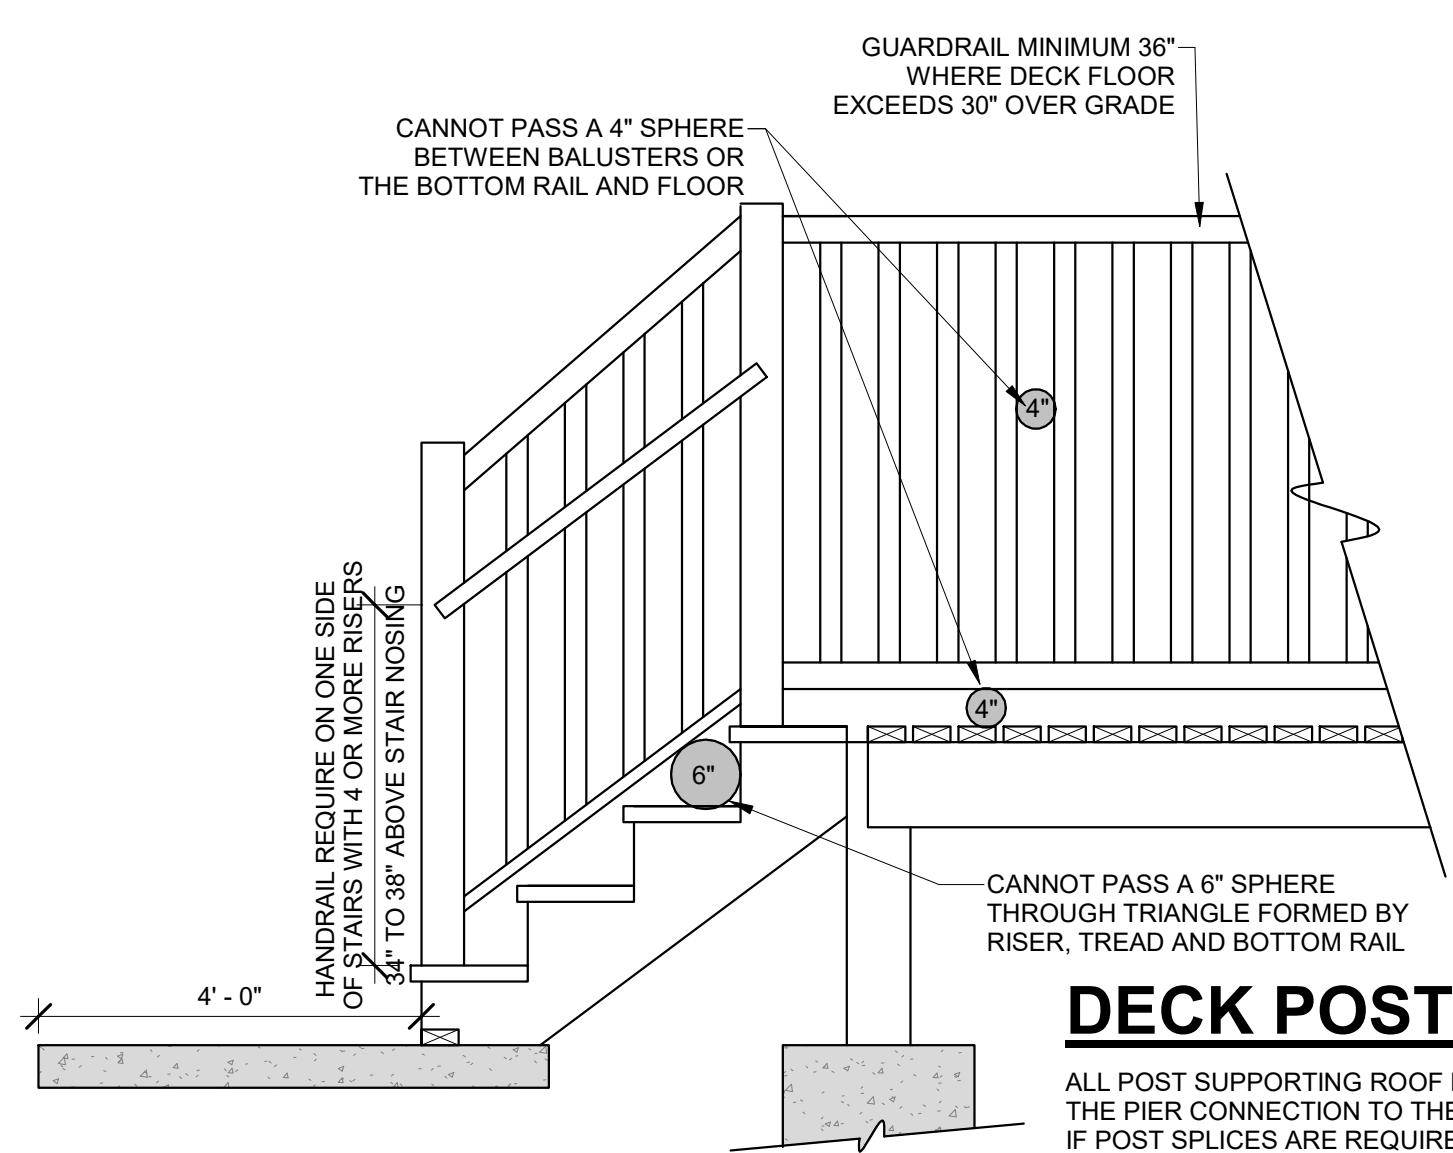 GUARDRAIL MINIMUM 36"
WHERE DECK FLOOR
EXCEEDS 30" OVER GRADE
CANNOT PASS A 4" SPHERE
BETWEEN BALUSTERS OR
THE BOTTOM RAIL AND FLOOR
4"
4"
6"
HANDRAIL REQUIRE ON ONE SIDE
OF STAIRS WITH 4 OR MORE RISERS
34" TO 38" ABOVE STAIR NOSING
CANNOT PASS A 6" SPHERE
THROUGH TRIANGLE FORMED BY
RISER, TREAD AND BOTTOM RAIL
4' - 0"
DECK POST
ALL POST SUPPORTING ROOF
THE PIER CONNECTION TO THE
IF POST SPLICES ARE REQUIRE